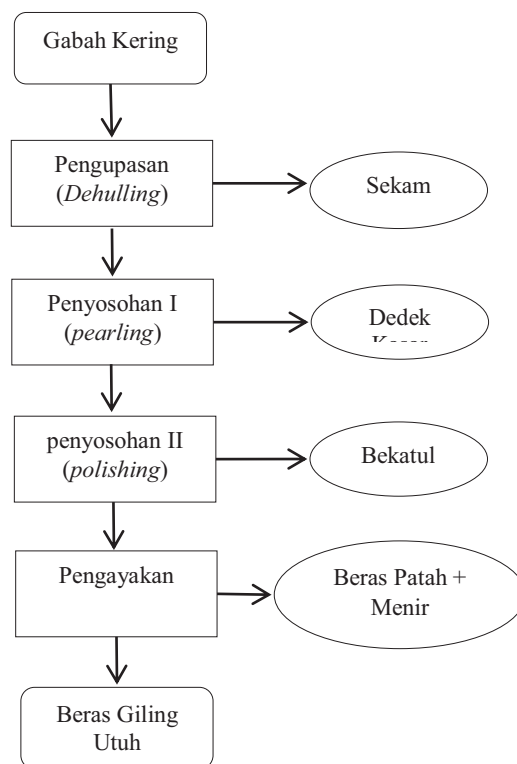 Gabah Kering
Pengupasan
(Dehulling)
Sekam
Penyosohan I
(pearling)
Dedek
penyosohan II
(polishing)
Bekatul
Pengayakan
Beras Patah +
Menir
Beras Giling
Utuh